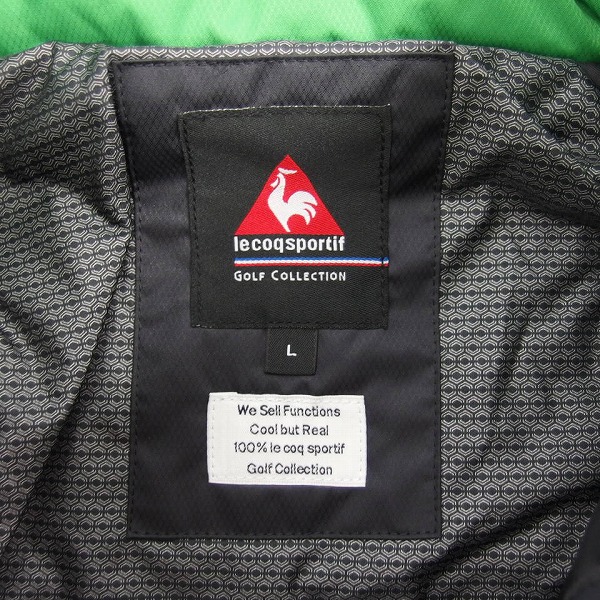 lecoqsportif
GOLF COLLECTION
L
We Sell Functions
Cool but Real
100% le coq sportif
Golf Collection